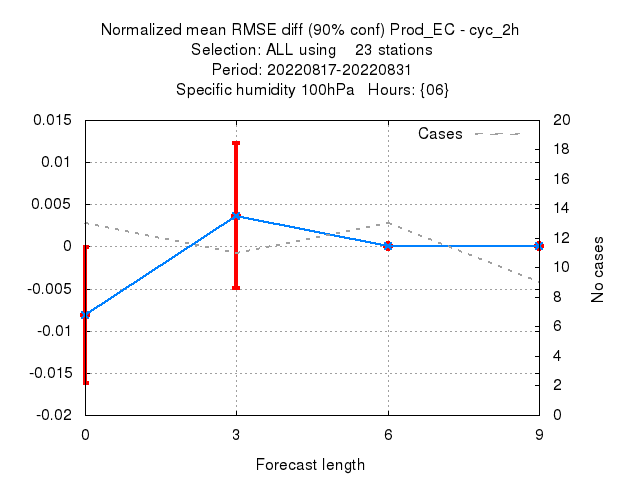 Normalized mean RMSE diff (90% conf) Prod_EC - cyc_2h
Selection: ALL using    23 stations
Period: 20220817-20220831
Specific humidity 100hPa   Hours: {06}
Cases
0.015
0.01
0.005
0
-0.005
-0.01
-0.015
-0.02
20
18
16
14
12
10
8
6
4
2
0
No cases
0 3 6 9
Forecast length